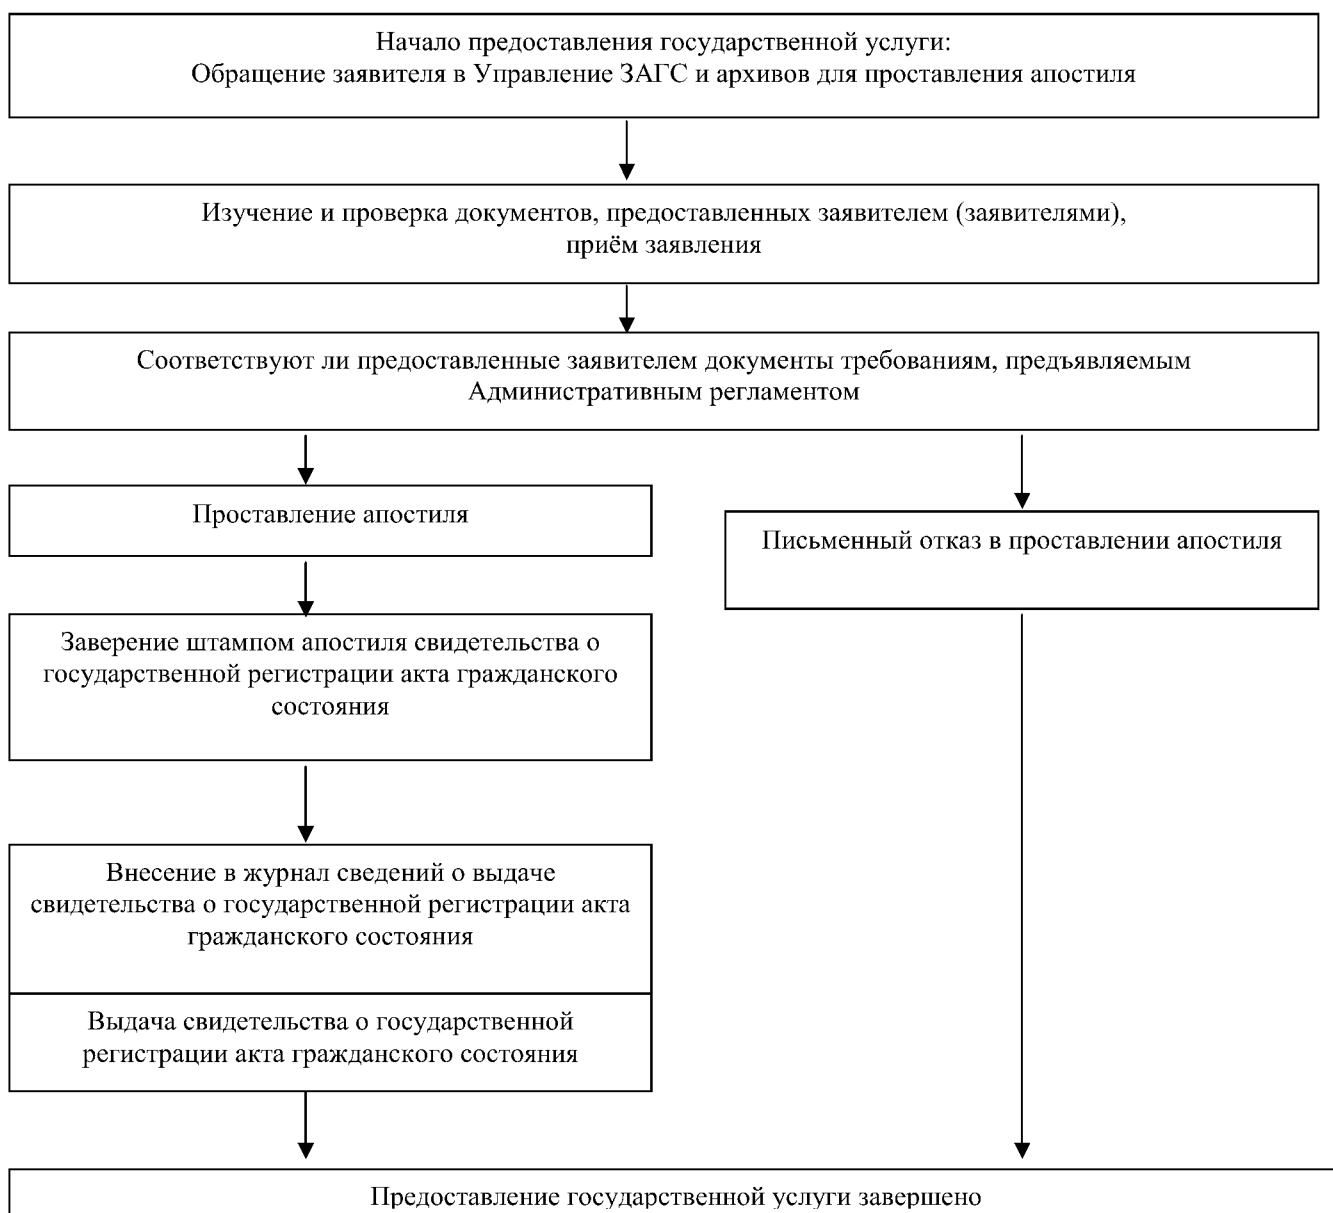 Начало предоставления государственной услуги:
Обращение заявителя в Управление ЗАГС и архивов для проставления апостиля
Изучение и проверка документов, предоставленных заявителем (заявителями),
приём заявления
Соответствуют ли предоставленные заявителем документы требованиям, предъявляемым
Административным регламентом
Проставление апостиля
Письменный отказ в проставлении апостиля
Заверение штампом апостиля свидетельства о
государственной регистрации акта гражданского
состояния
Внесение в журнал сведений о выдаче
свидетельства о государственной регистрации акта
гражданского состояния
Выдача свидетельства о государственной
регистрации акта гражданского состояния
Предоставление государственной услуги завершено